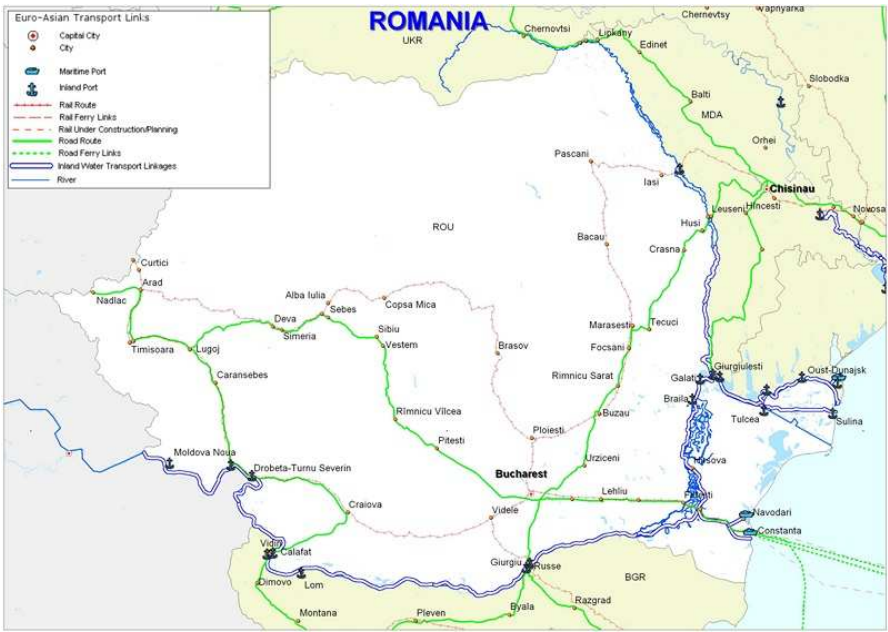 ROMANIA
Euro-Asian Transport Links
Capital City
City
Maritime Port
Inland Port
Rail Route
Rail Ferry Links
Rail Under Construction/Planning
Road Route
Road Ferry Links
Inland Water Transport Linkages
River
UKR
Chernovtsi
Lipkany
Edinet
Chernevtsy
Vapnyarka
Slobodka
Balti
MDA
Orhei
Pascani
Iasi
Chisinau
Leuseni
Hincesti
Novosa
ROU
Husi
Bacau
Crasna
Curtici
Arad
Nadlac
Alba Iulia
Sebes
Copsa Mica
Deva
Simeria
Sibiu
Vestem
Marasesti
Tecuci
Timisoara
Lugoj
Brasov
Focsani
Caransebes
Rimnicu Sarat
Galati
Giurgiulesti
Oust-Dunajsk
Braila
Tulcea
Sulina
Rîmnicu Vîlcea
Buzau
Ploiesti
Pitesti
Urziceni
Moldova Noua
Drobeta-Turnu Severin
Bucharest
Craiova
Videle
Lehliu
Navodari
Constanta
Vidin
Calafat
Giurgiu
Russe
BGR
Dimovo
Lom
Montana
Pleven
Byala
Razgrad